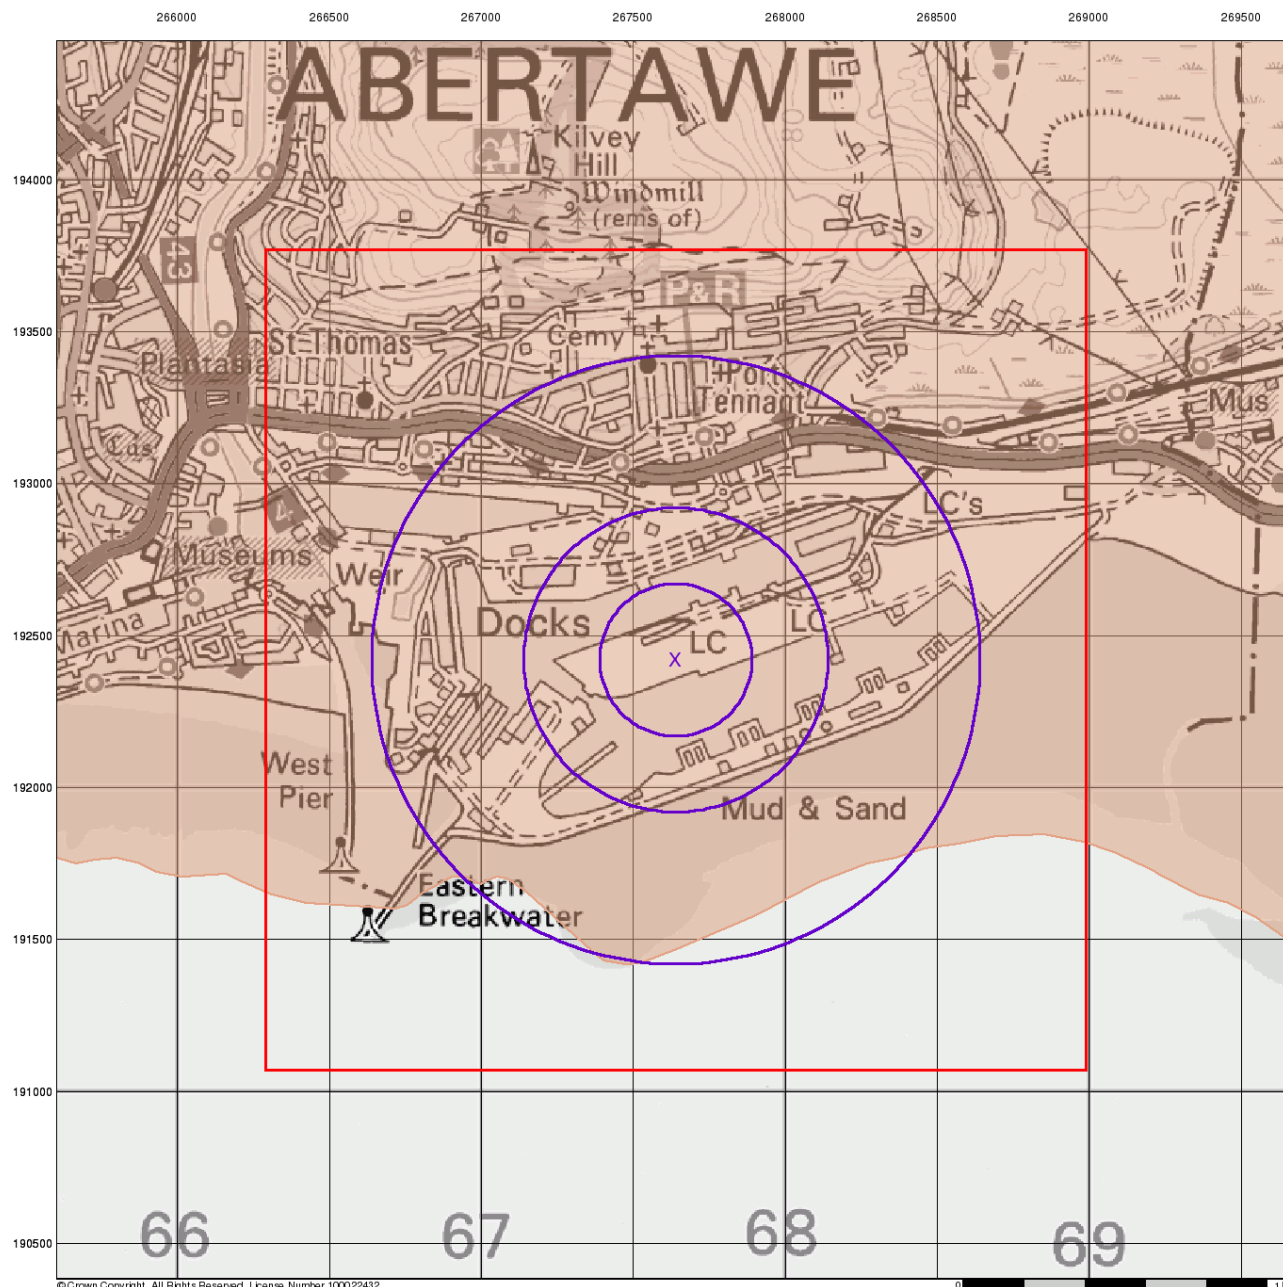 266000 266500 267000 267500 268000 268500 269000 269500
ABERTAWE
Kilvey
Hill
Windmill
(rems of)
194000
43
P&R
193500
St Thomas
Cemy
Plantasia
Port
Tennant
Mus
193000
LC's
Museums
Weir
Docks
LC
192500
Marina
LC
X
West
Pier
192000
Mud & Sand
Eastern
Breakwater
191500
191000
66 67 68 69
190500
© Crown Copyright. All Rights Reserved. License Number 100022432
0